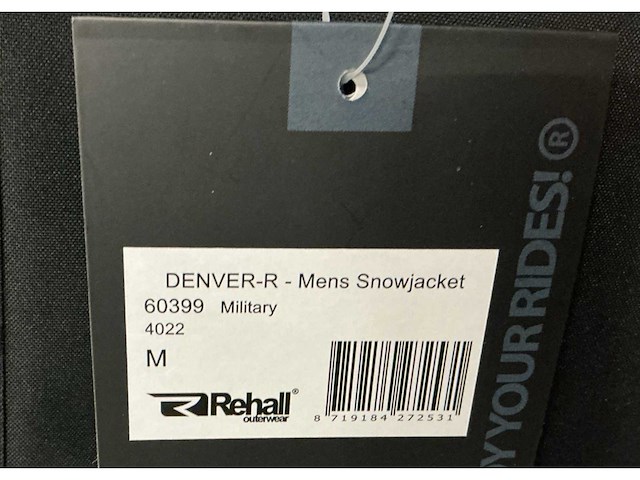 DENVER-R - Mens Snowjacket
60399 Military
4022
M
Rehall®
outerwear
8 719184 272531
YOUR RIDES!®